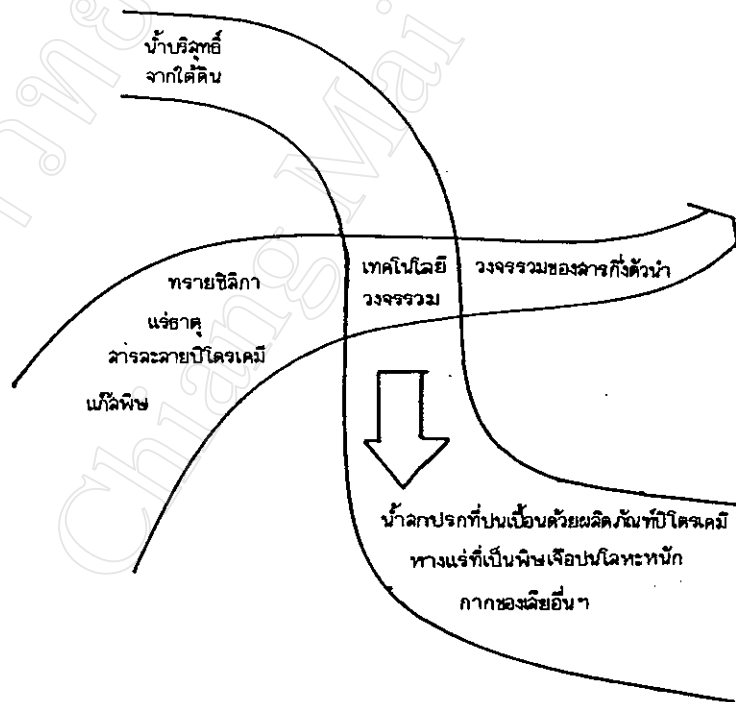 น้ำบริสุทธิ์
จากใต้ดิน
เทคโนโลยี
วงจรรวม
วงจรรวมของสารกึ่งตัวนำ
ทรายซิลิกา
แร่ธาตุ
สารละลายปิโตรเคมี
แก๊สพิษ
น้ำสกปรกที่ปนเปื้อนด้วยผลิตภัณฑ์ปิโตรเคมี
หางแร่ที่เป็นพิษเจือปนโลหะหนัก
กากของเสียอื่นๆ
Chiang Mai